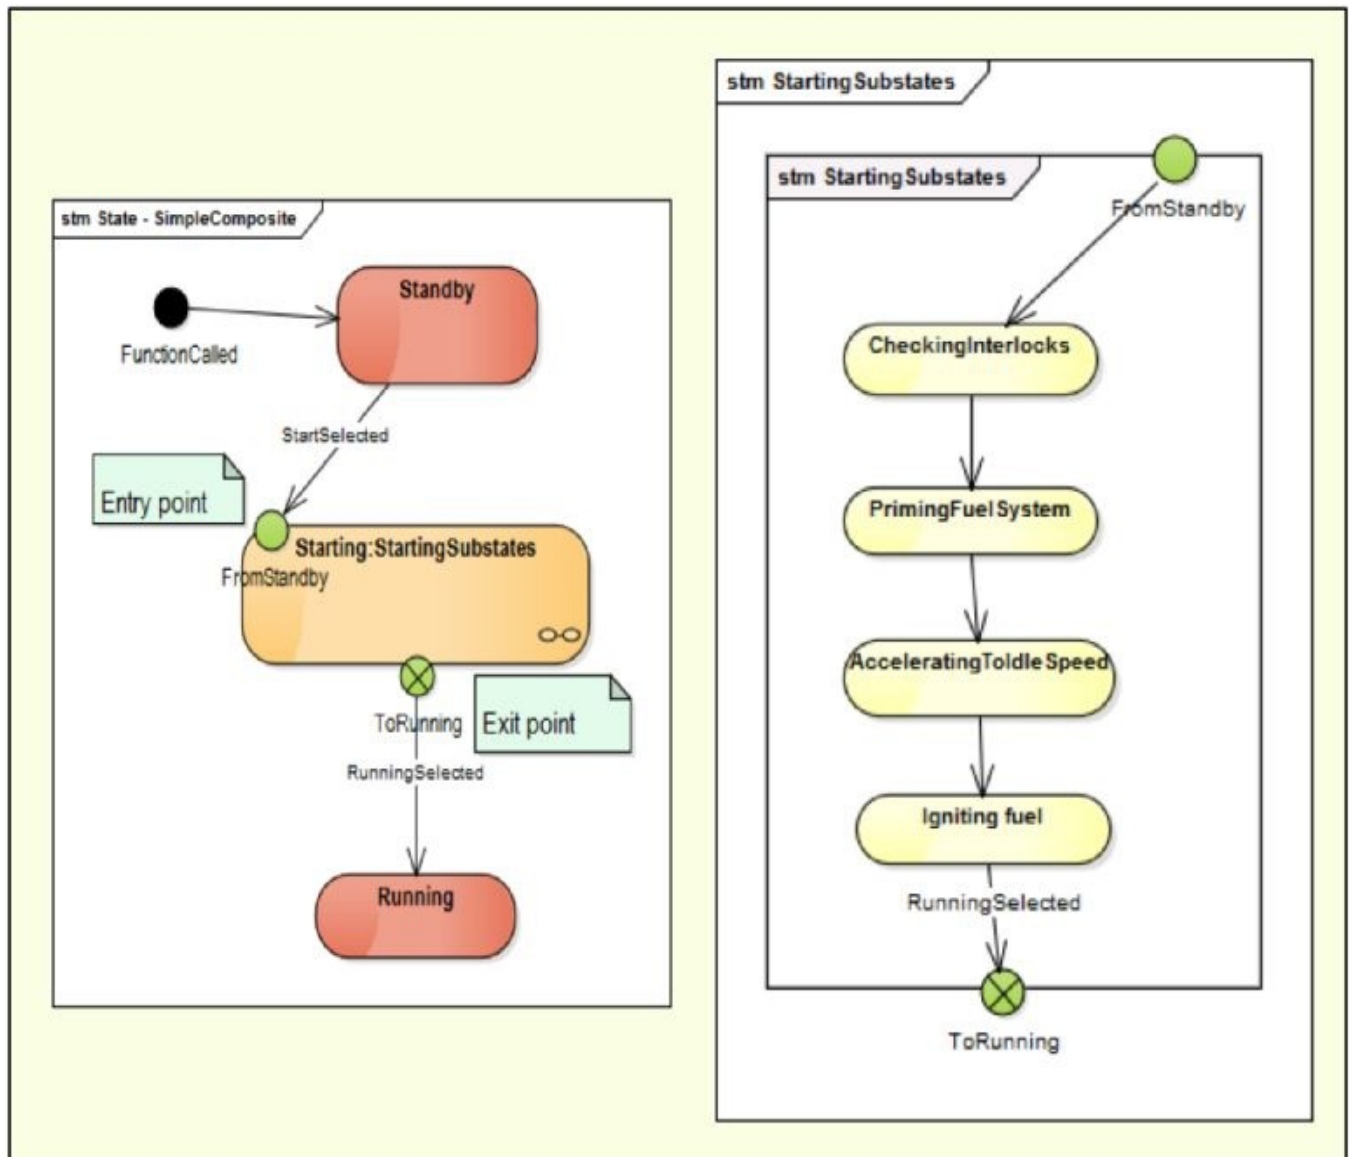 stm State - SimpleComposite
FunctionCalled
Standby
StartSelected
Entry point
Starting:StartingSubstates
FromStandby
ToRunning
Exit point
RunningSelected
Running
stm StartingSubstates
stm StartingSubstates
FromStandby
CheckingInterlocks
PrimingFuelSystem
AcceleratingToIdleSpeed
Igniting fuel
RunningSelected
ToRunning